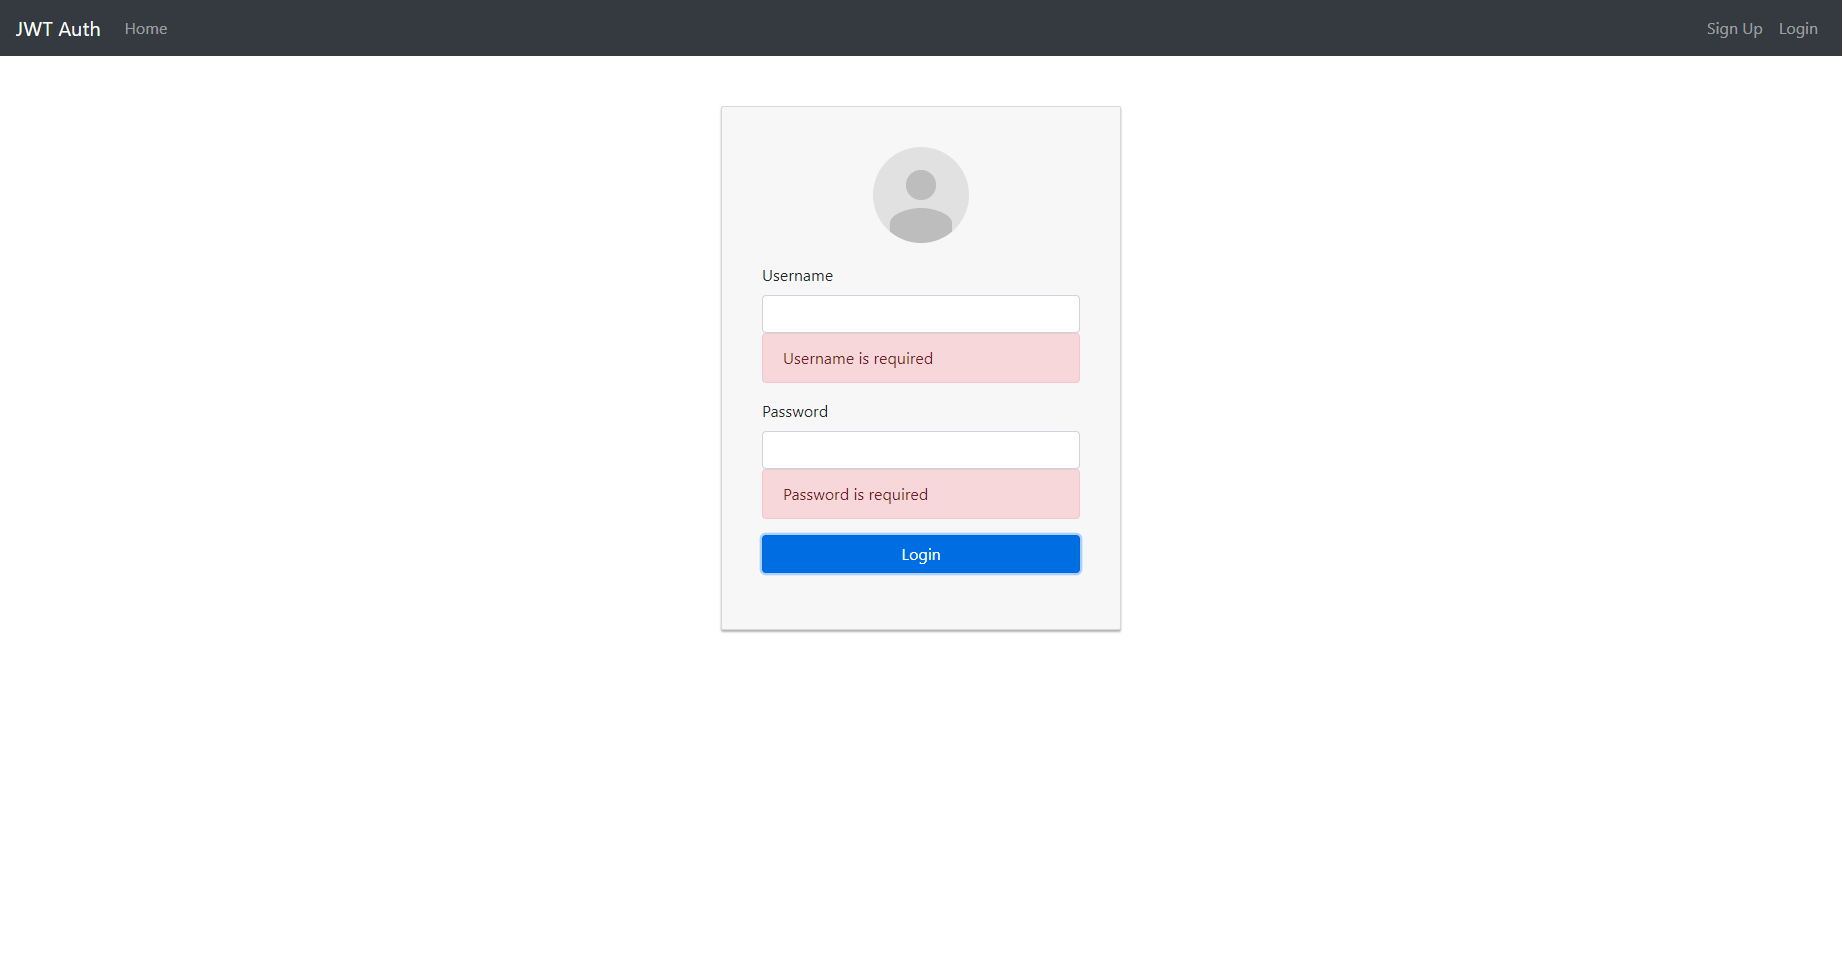 JWT Auth Home Sign Up Login
Username
Username is required
Password
Password is required
Login